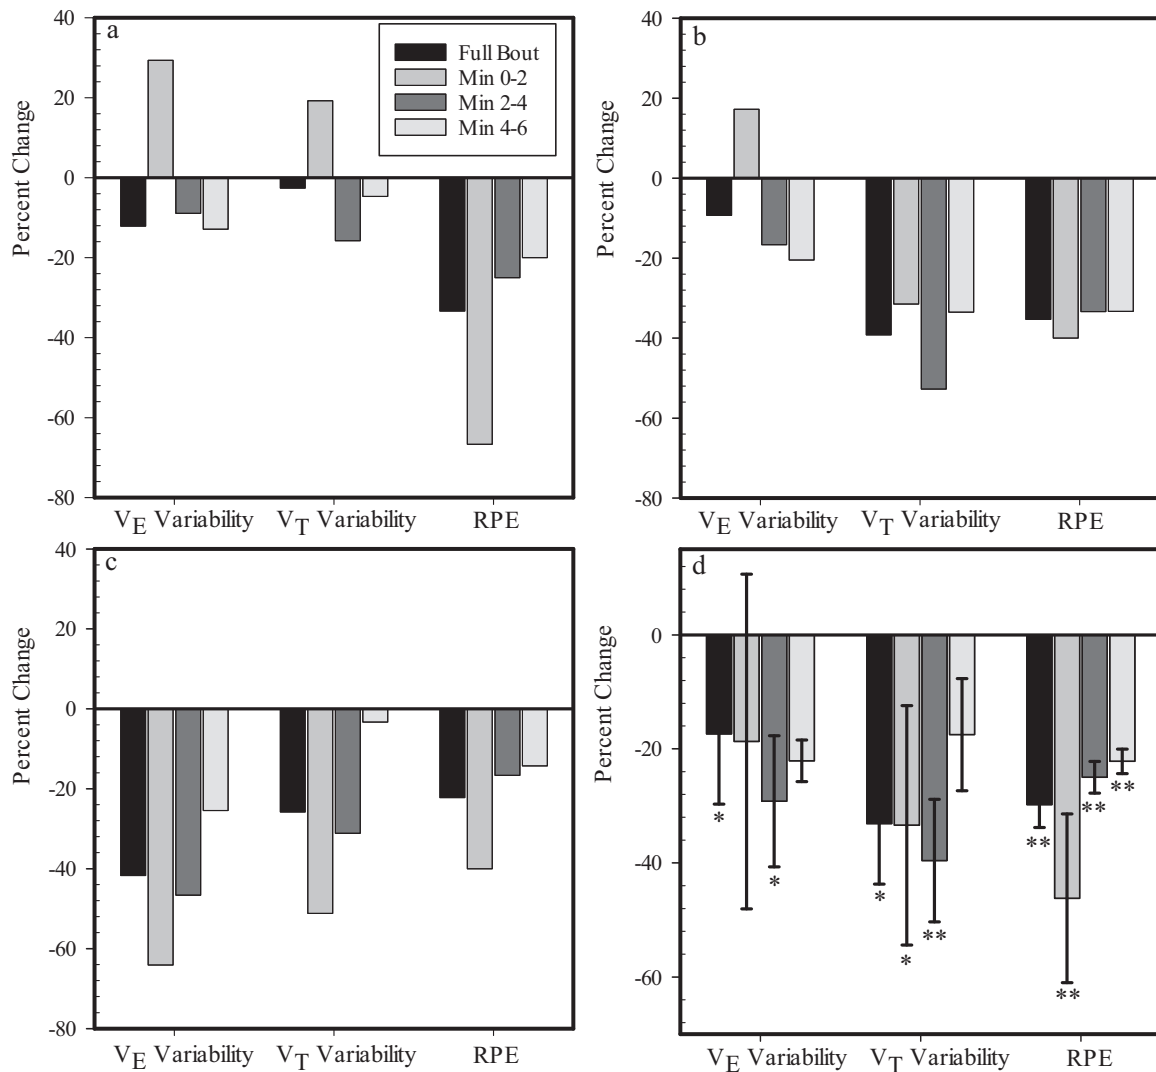 a
Percent Change
40
20
0
-20
-40
-60
-80
Full Bout
Min 0-2
Min 2-4
Min 4-6
VE Variability
VT Variability
RPE
b
Percent Change
40
20
0
-20
-40
-60
-80
VE Variability
VT Variability
RPE
c
Percent Change
40
20
0
-20
-40
-60
-80
VE Variability
VT Variability
RPE
d
Percent Change
0
-20
-40
-60
*
*
*
*
**
**
**
**
**
VE Variability
VT Variability
RPE